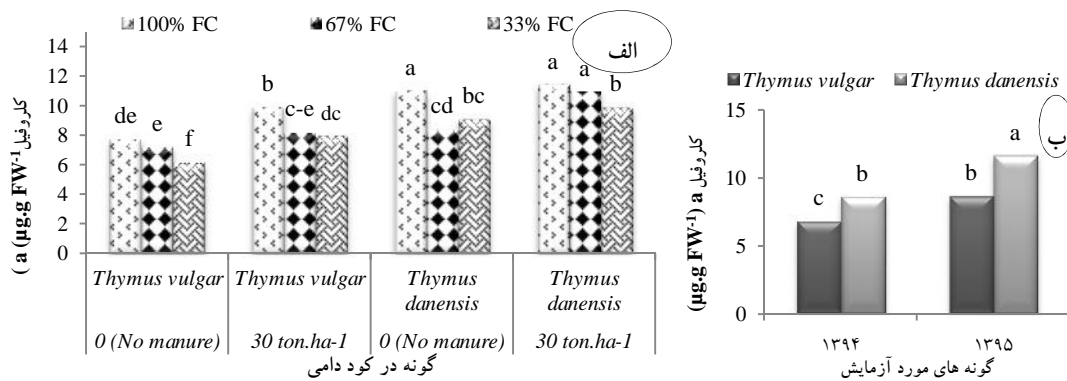 100% FC 67% FC 33% FC
الف
14
12
10
8
6
4
2
0
کلروفیل a (µg.g FW-1)
de e f
b c-e dc
a cd bc
a a b
Thymus vulgar Thymus vulgar Thymus danensis Thymus danensis
0 (No manure) 30 ton.ha-1 0 (No manure) 30 ton.ha-1
گونه در کود دامی
Thymus vulgar Thymus danensis
ب
15
10
5
0
کلروفیل a (µg.g FW-1)
c b
b a
۱۳۹۴ ۱۳۹۵
گونه های مورد آزمایش